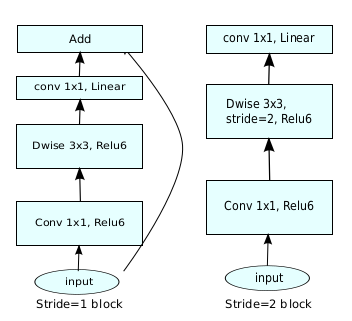 Add
conv 1x1, Linear
Dwise 3x3, Relu6
Conv 1x1, Relu6
input
Stride=1 block
conv 1x1, Linear
Dwise 3x3,
stride=2, Relu6
Conv 1x1, Relu6
input
Stride=2 block